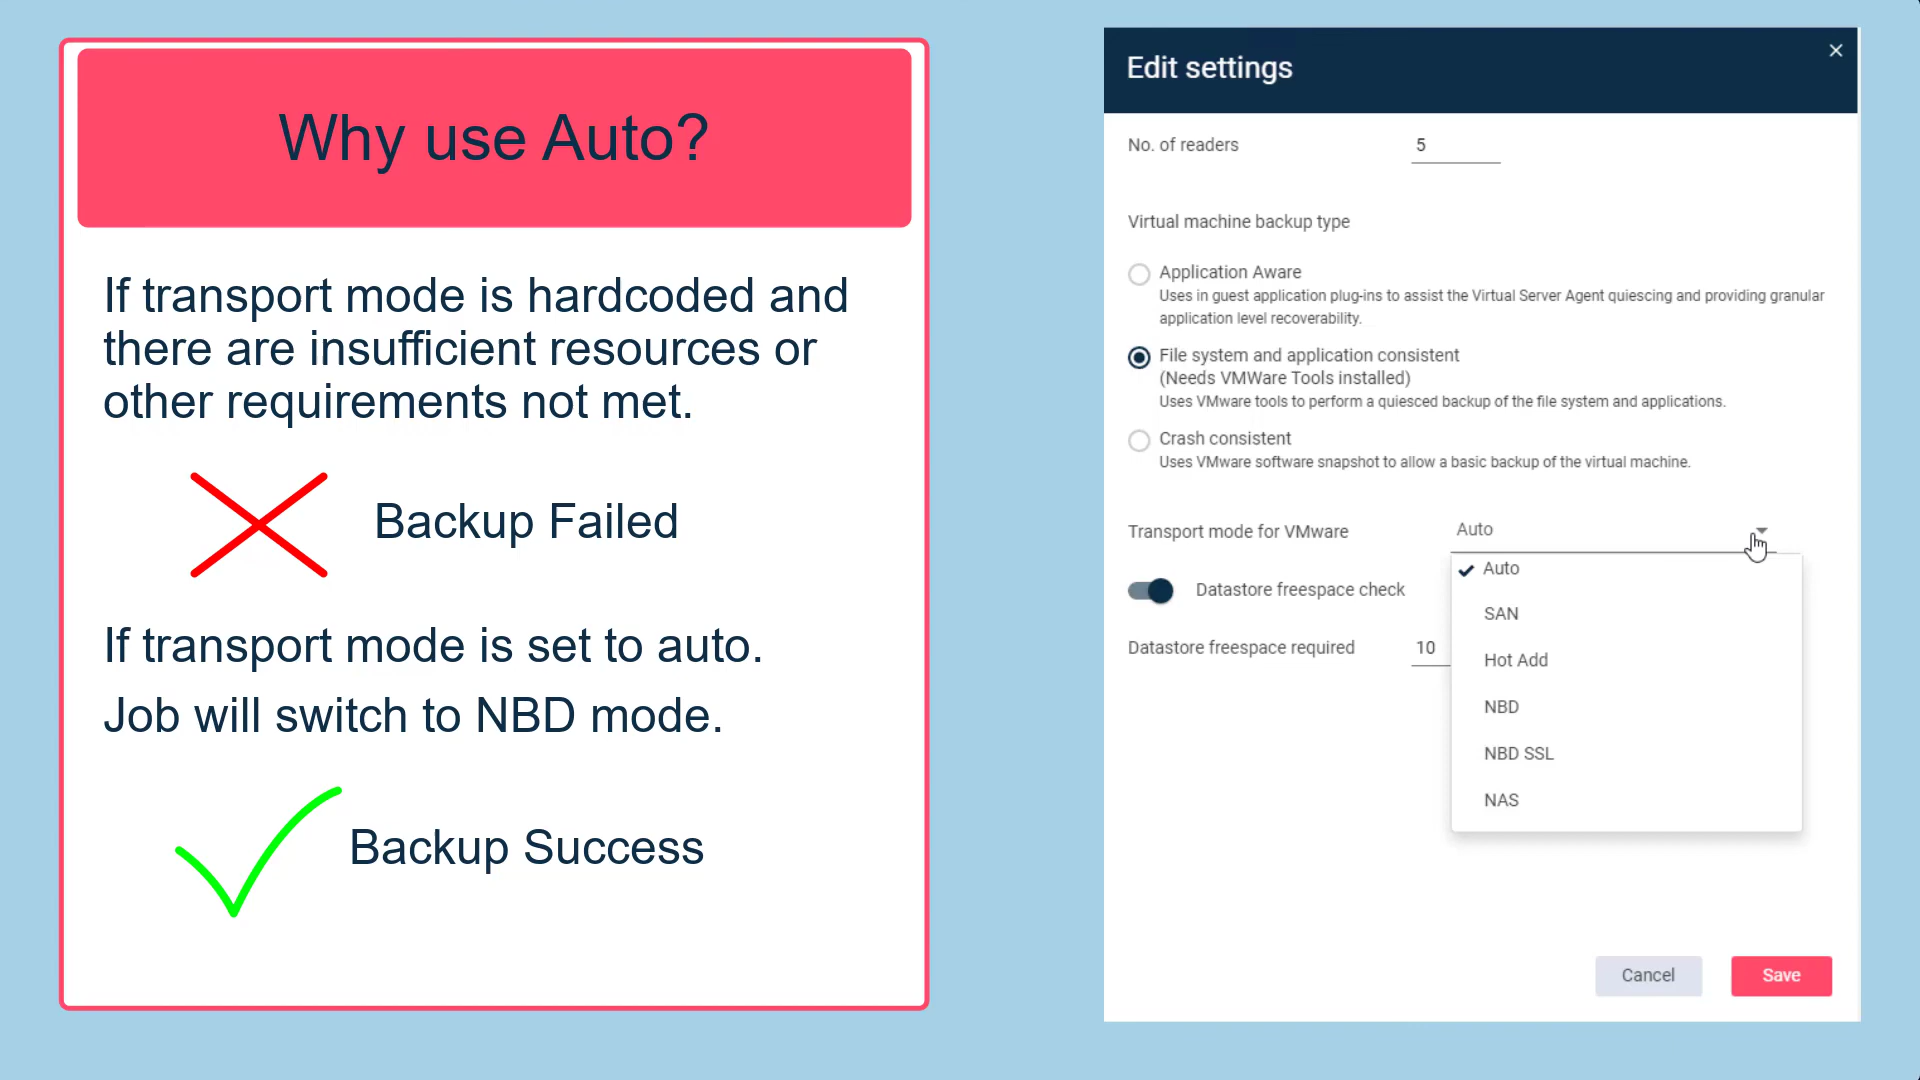 Why use Auto?
If transport mode is hardcoded and
there are insufficient resources or
other requirements not met.
Backup Failed
If transport mode is set to auto.
Job will switch to NBD mode.
Backup Success
Edit settings
No. of readers 5
Virtual machine backup type
Application Aware
Uses in guest application plug-ins to assist the Virtual Server Agent quiescing and providing granular
application level recoverability.
File system and application consistent
(Needs VMWare Tools installed)
Uses VMware tools to perform a quiesced backup of the file system and applications.
Crash consistent
Uses VMware software snapshot to allow a basic backup of the virtual machine.
Transport mode for VMware Auto
Auto
Datastore freespace check
SAN
Datastore freespace required 10
Hot Add
NBD
NBD SSL
NAS
Cancel Save